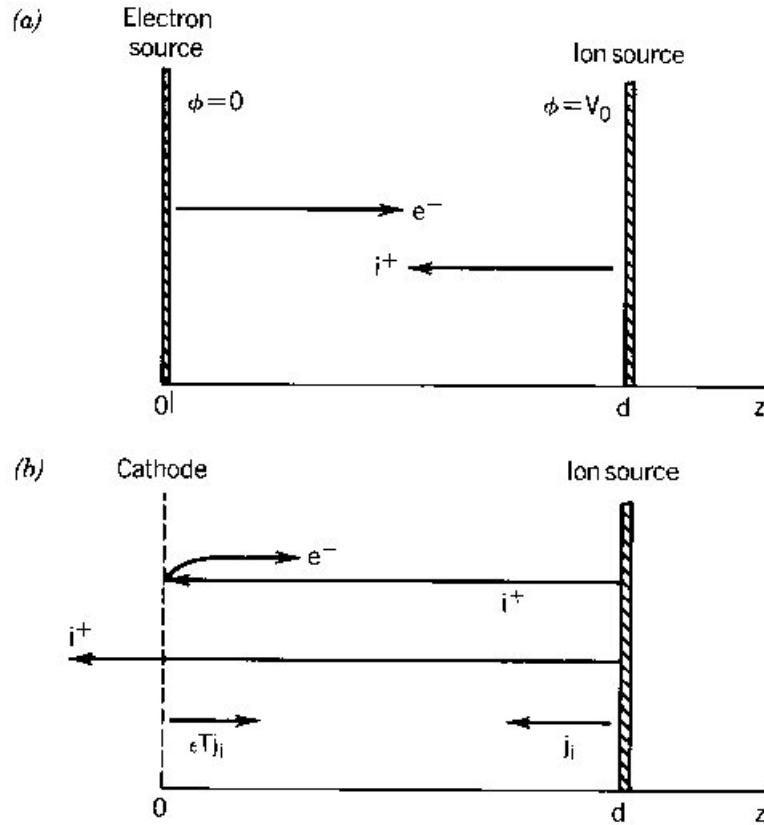 (a)
Electron
source
Ion source
ϕ=0
ϕ=V₀
e⁻
i⁺
0
d
z
(b)
Cathode
Ion source
e⁻
i⁺
i⁺
ϵTjᵢ
jᵢ
0
d
z